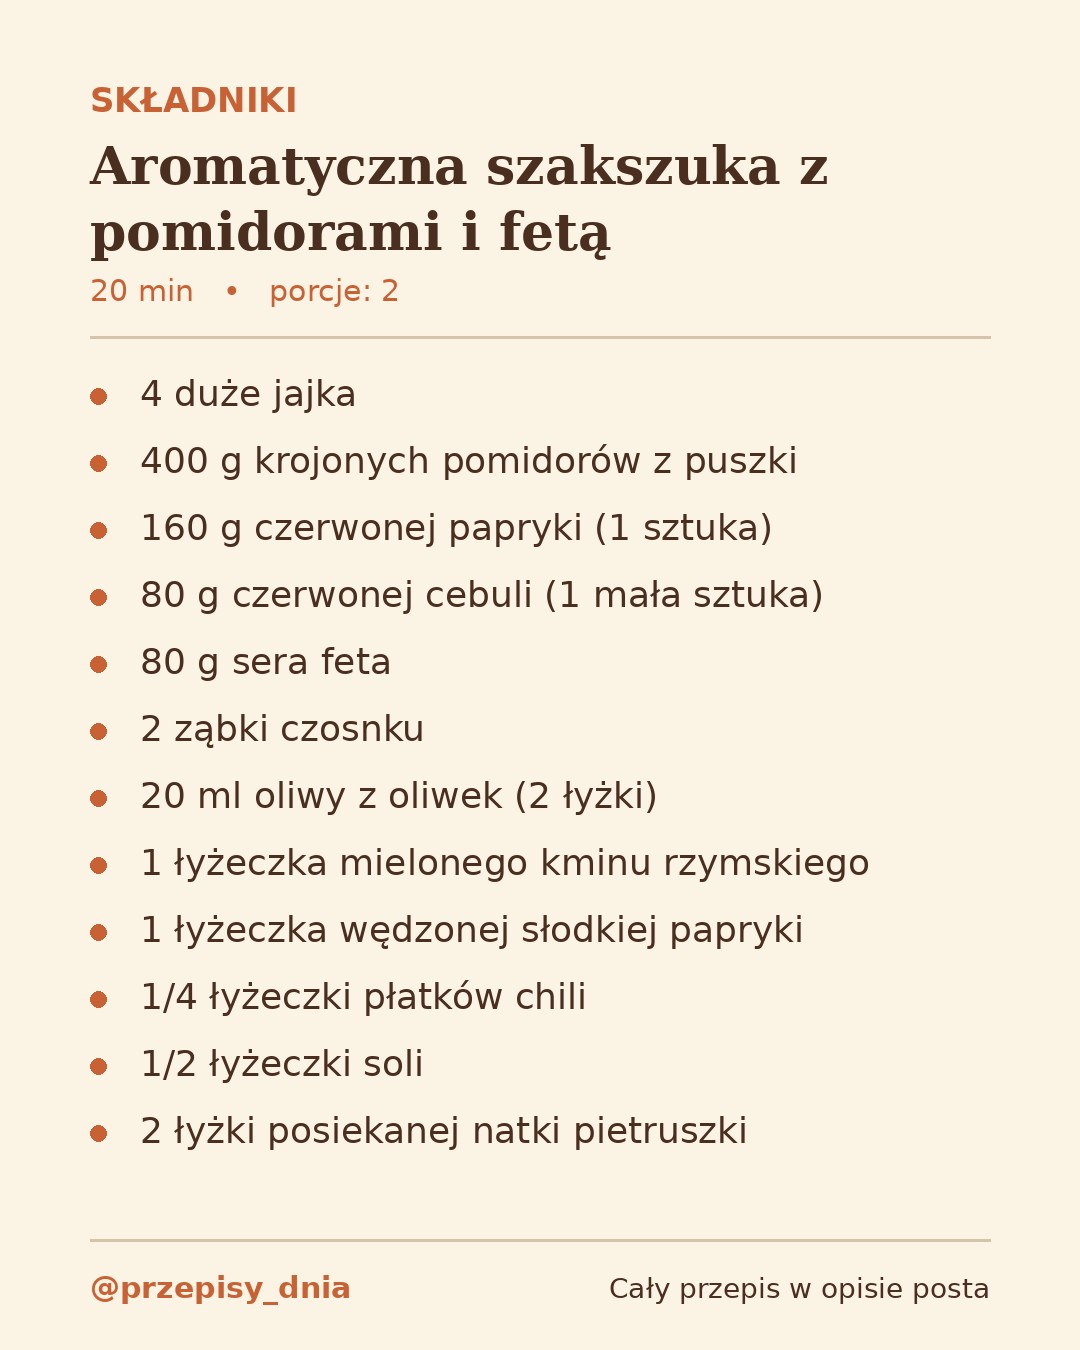 SKŁADNIKI
Aromatyczna szakszuka z
pomidorami i fetą
20 min • porcje: 2
• 4 duże jajka
• 400 g krojonych pomidorów z puszki
• 160 g czerwonej papryki (1 sztuka)
• 80 g czerwonej cebuli (1 mała sztuka)
• 80 g sera feta
• 2 ząbki czosnku
• 20 ml oliwy z oliwek (2 łyżki)
• 1 łyżeczka mielonego kminu rzymskiego
• 1 łyżeczka wędzonej słodkiej papryki
• 1/4 łyżeczki płatków chili
• 1/2 łyżeczki soli
• 2 łyżki posiekanej natki pietruszki
@przepisy_dnia
Cały przepis w opisie posta